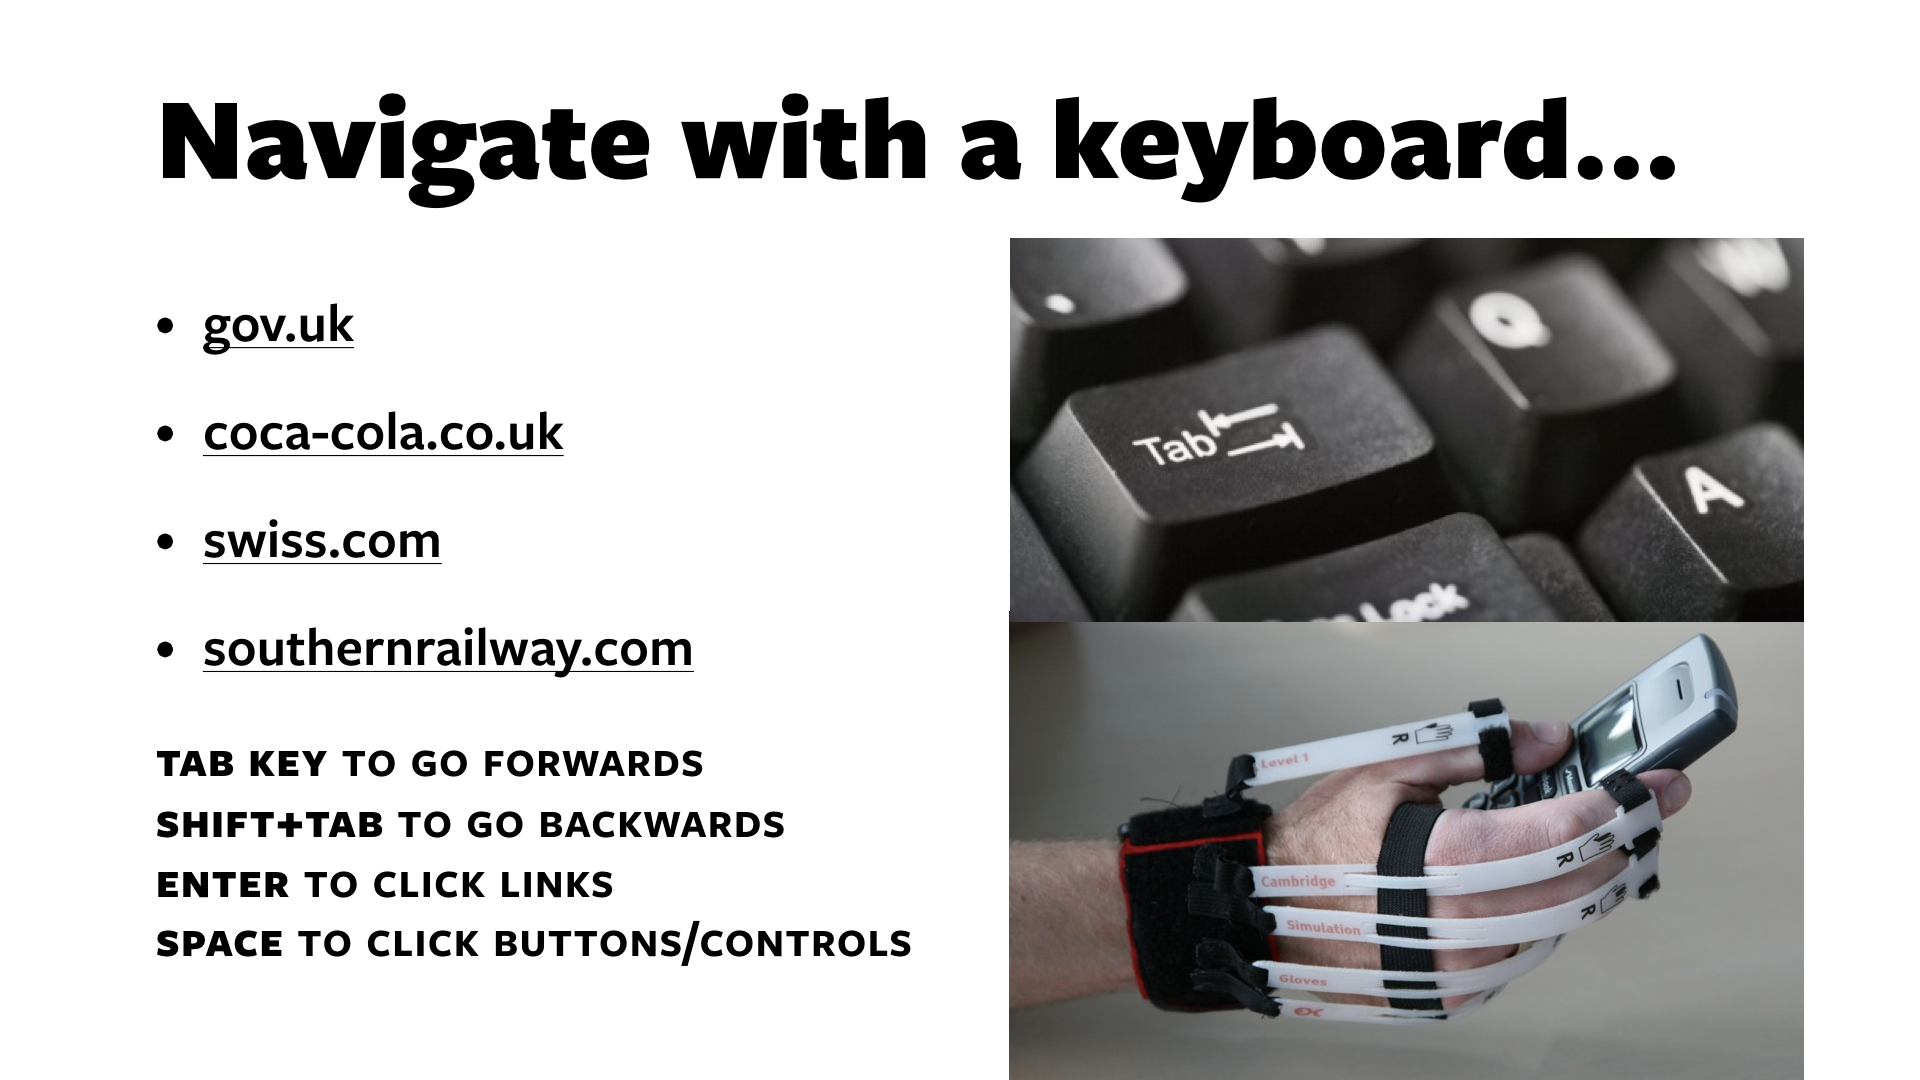 Navigate with a keyboard...
• gov.uk
• coca-cola.co.uk
• swiss.com
• southernrailway.com
TAB KEY TO GO FORWARDS
SHIFT+TAB TO GO BACKWARDS
ENTER TO CLICK LINKS
SPACE TO CLICK BUTTONS/CONTROLS
Q
Tab
A
Lock
Level 1
R
Cambridge
R
Simulation
R
Gloves